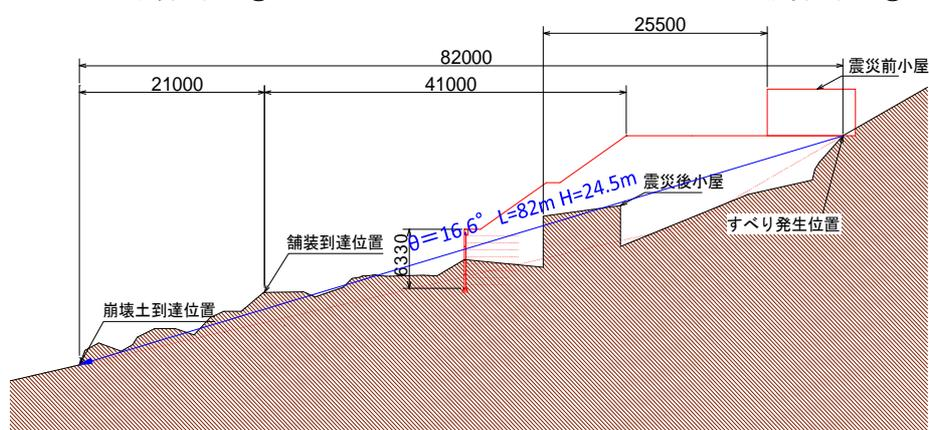 25500
82000
震災前小屋
21000
41000
震災後小屋
θ=16.6° L=82m H=24.5m
すべり発生位置
舗装到達位置
6330
崩壊土到達位置